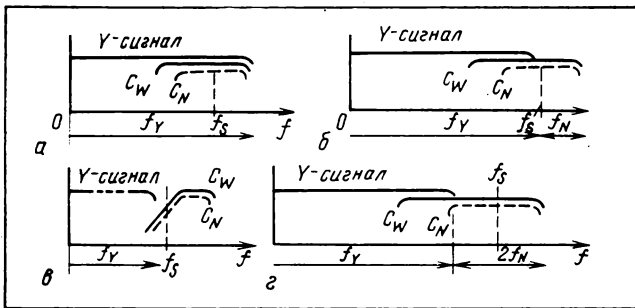 Y-сигнал
C_W
C_N
0
f_Y
f_S
f
а
Y-сигнал
C_W
C_N
0
f_Y
f_S
f_N
f
б
Y-сигнал
C_W
C_N
f_Y
f_S
f
в
Y-сигнал
f_S
C_W
C_N
f_Y
2f_N
f
г